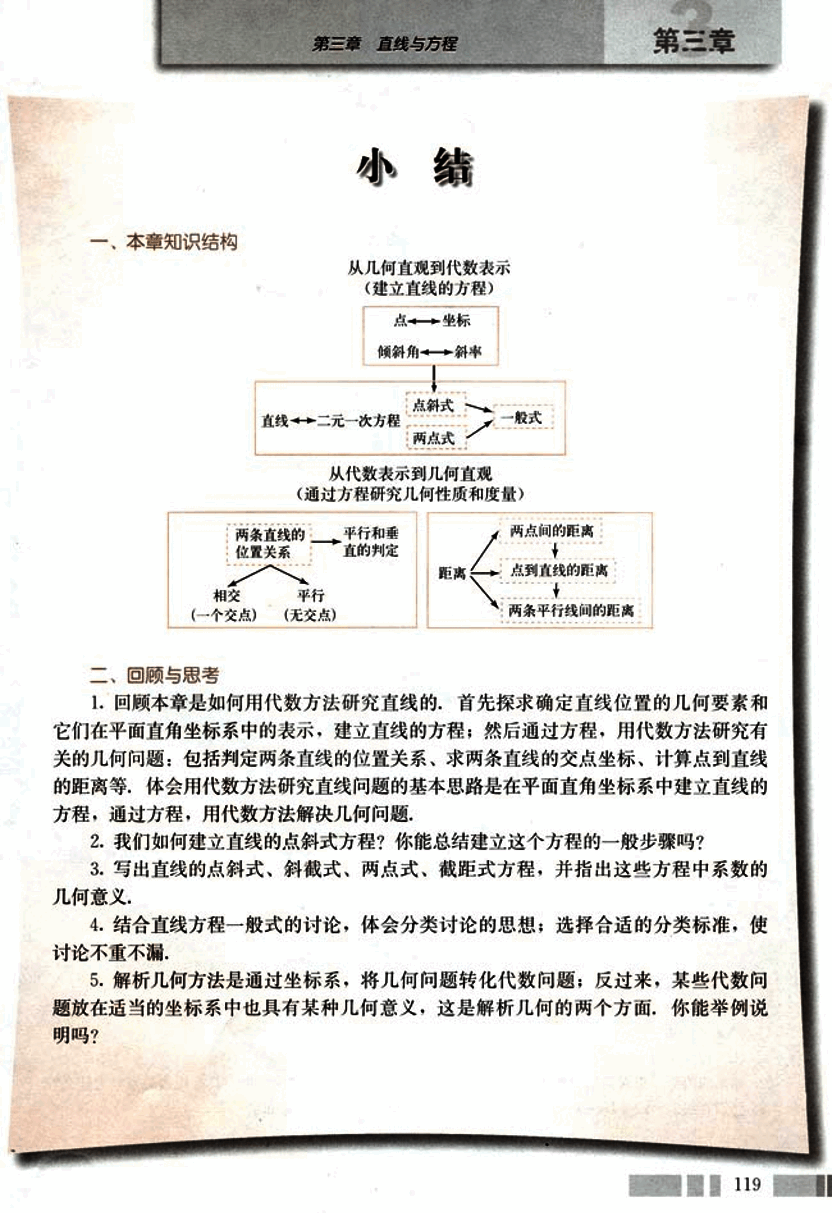 第三章 直线与方程
第三章
小 结
一、本章知识结构
从几何直观到代数表示
(建立直线的方程)
点 坐标
倾斜角 斜率
直线 二元一次方程
点斜式
两点式
一般式
从代数表示到几何直观
(通过方程研究几何性质和度量)
两条直线的
位置关系
平行和垂
直的判定
相交
(一个交点)
平行
(无交点)
距离
两点间的距离
点到直线的距离
两条平行线间的距离
二、回顾与思考
1. 回顾本章是如何用代数方法研究直线的. 首先探求确定直线位置的几何要素和
它们在平面直角坐标系中的表示，建立直线的方程；然后通过方程，用代数方法研究有
关的几何问题：包括判定两条直线的位置关系、求两条直线的交点坐标、计算点到直线
的距离等. 体会用代数方法研究直线问题的基本思路是在平面直角坐标系中建立直线的
方程，通过方程，用代数方法解决几何问题.
2. 我们如何建立直线的点斜式方程？你能总结建立这个方程的一般步骤吗？
3. 写出直线的点斜式、斜截式、两点式、截距式方程，并指出这些方程中系数的
几何意义.
4. 结合直线方程一般式的讨论，体会分类讨论的思想；选择合适的分类标准，使
讨论不重不漏.
5. 解析几何方法是通过坐标系，将几何问题转化代数问题；反过来，某些代数问
题放在适当的坐标系中也具有某种几何意义，这是解析几何的两个方面. 你能举例说
明吗？
119